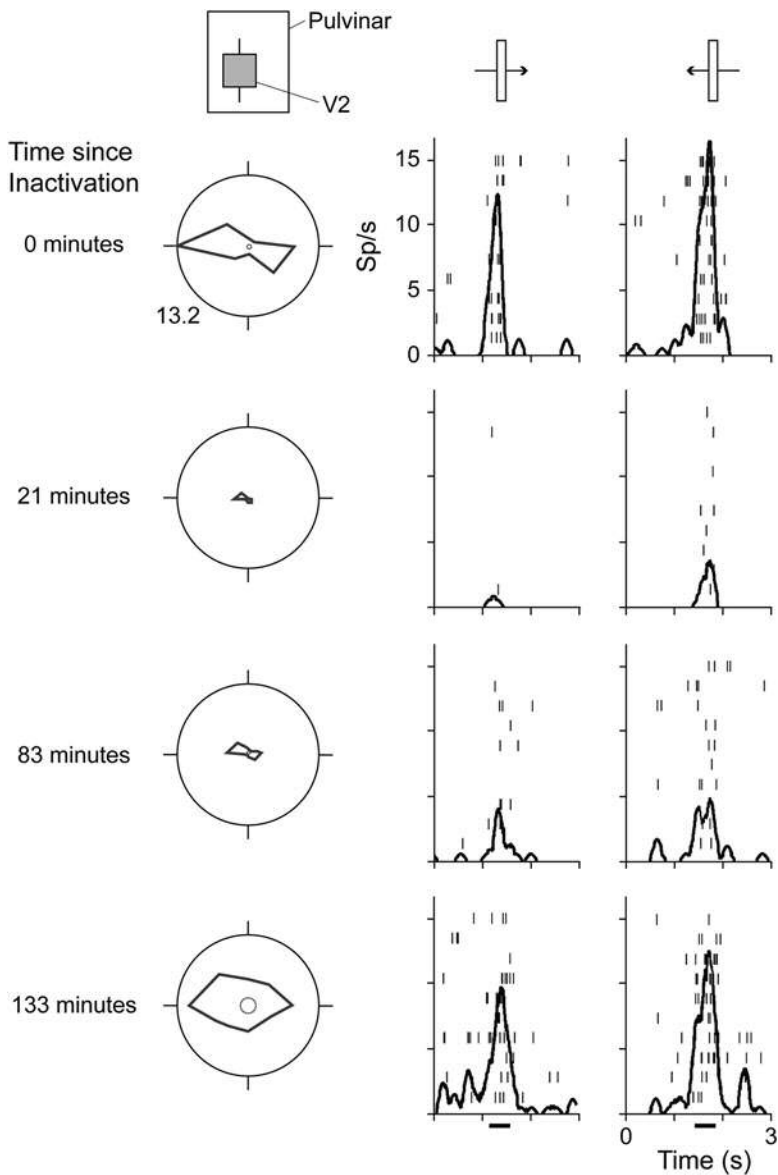 Pulvinar
V2
Time since
Inactivation
0 minutes
13.2
Sp/s
15
10
5
0
21 minutes
83 minutes
133 minutes
0
3
Time (s)